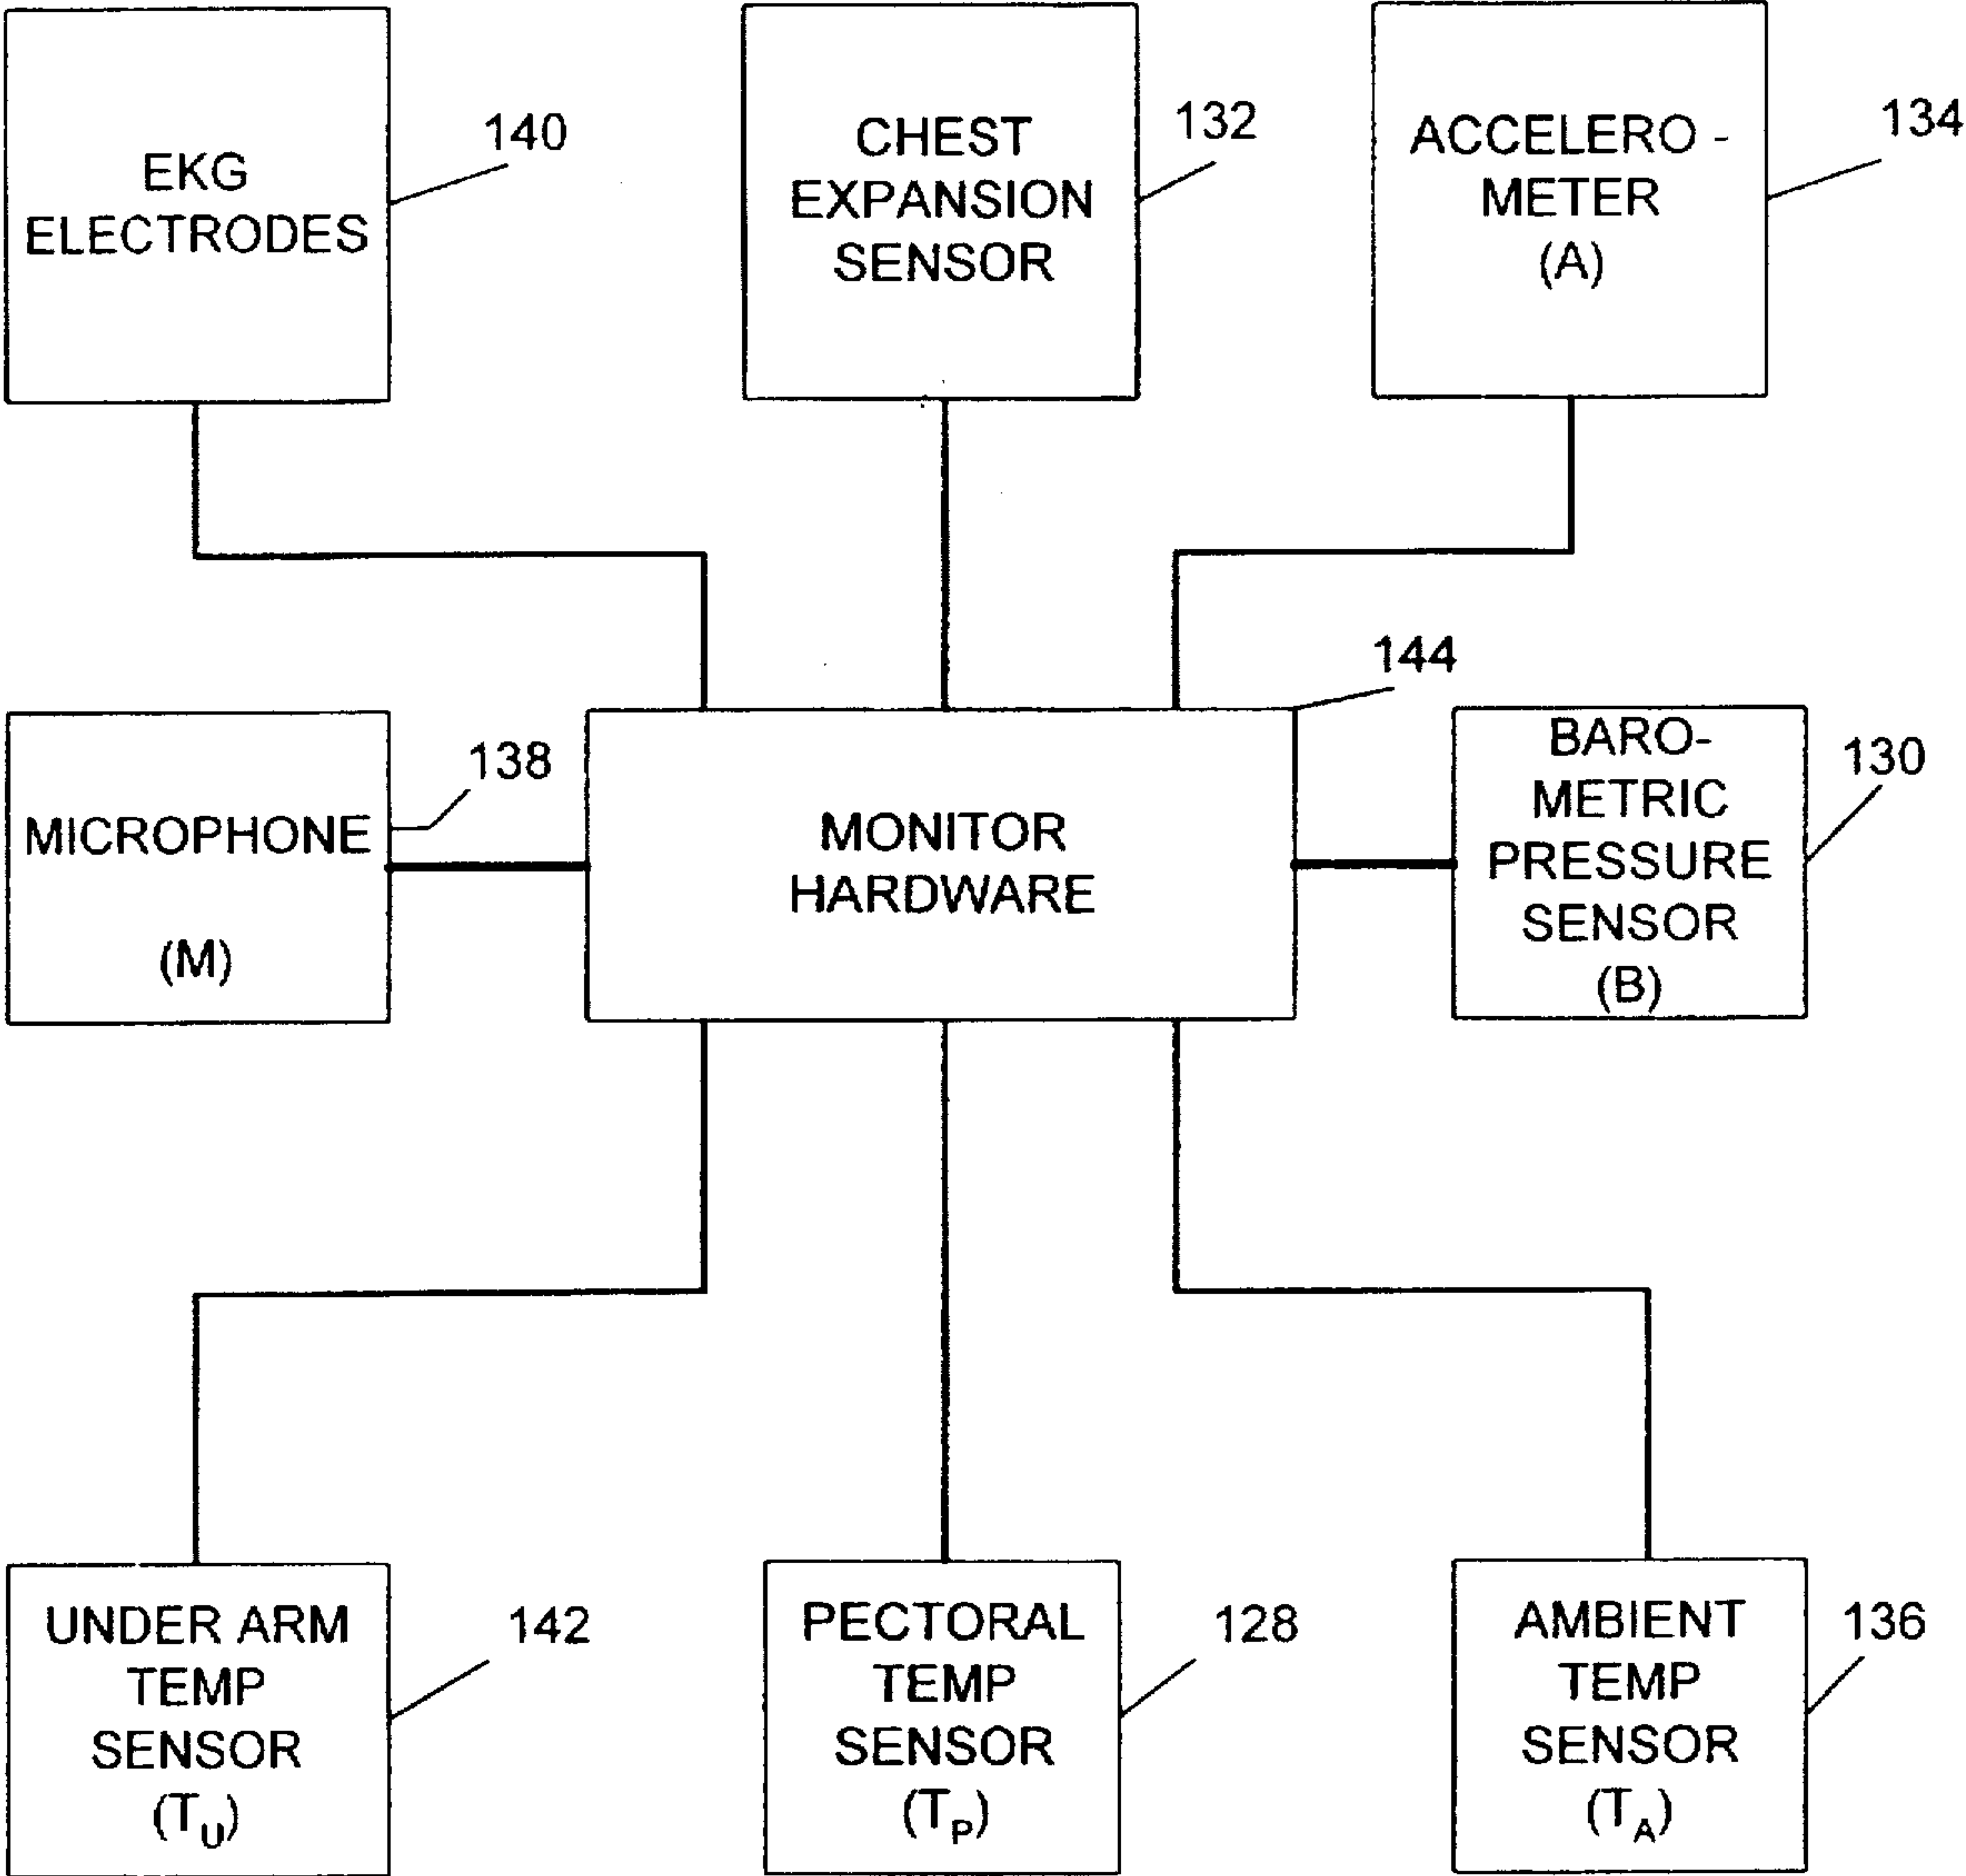 EKG
ELECTRODES
140
CHEST
EXPANSION
SENSOR
132
ACCELERO -
METER
(A)
134
MICROPHONE
(M)
138
MONITOR
HARDWARE
144
BARO-
METRIC
PRESSURE
SENSOR
(B)
130
UNDER ARM
TEMP
SENSOR
(TU)
142
PECTORAL
TEMP
SENSOR
(TP)
128
AMBIENT
TEMP
SENSOR
(TA)
136